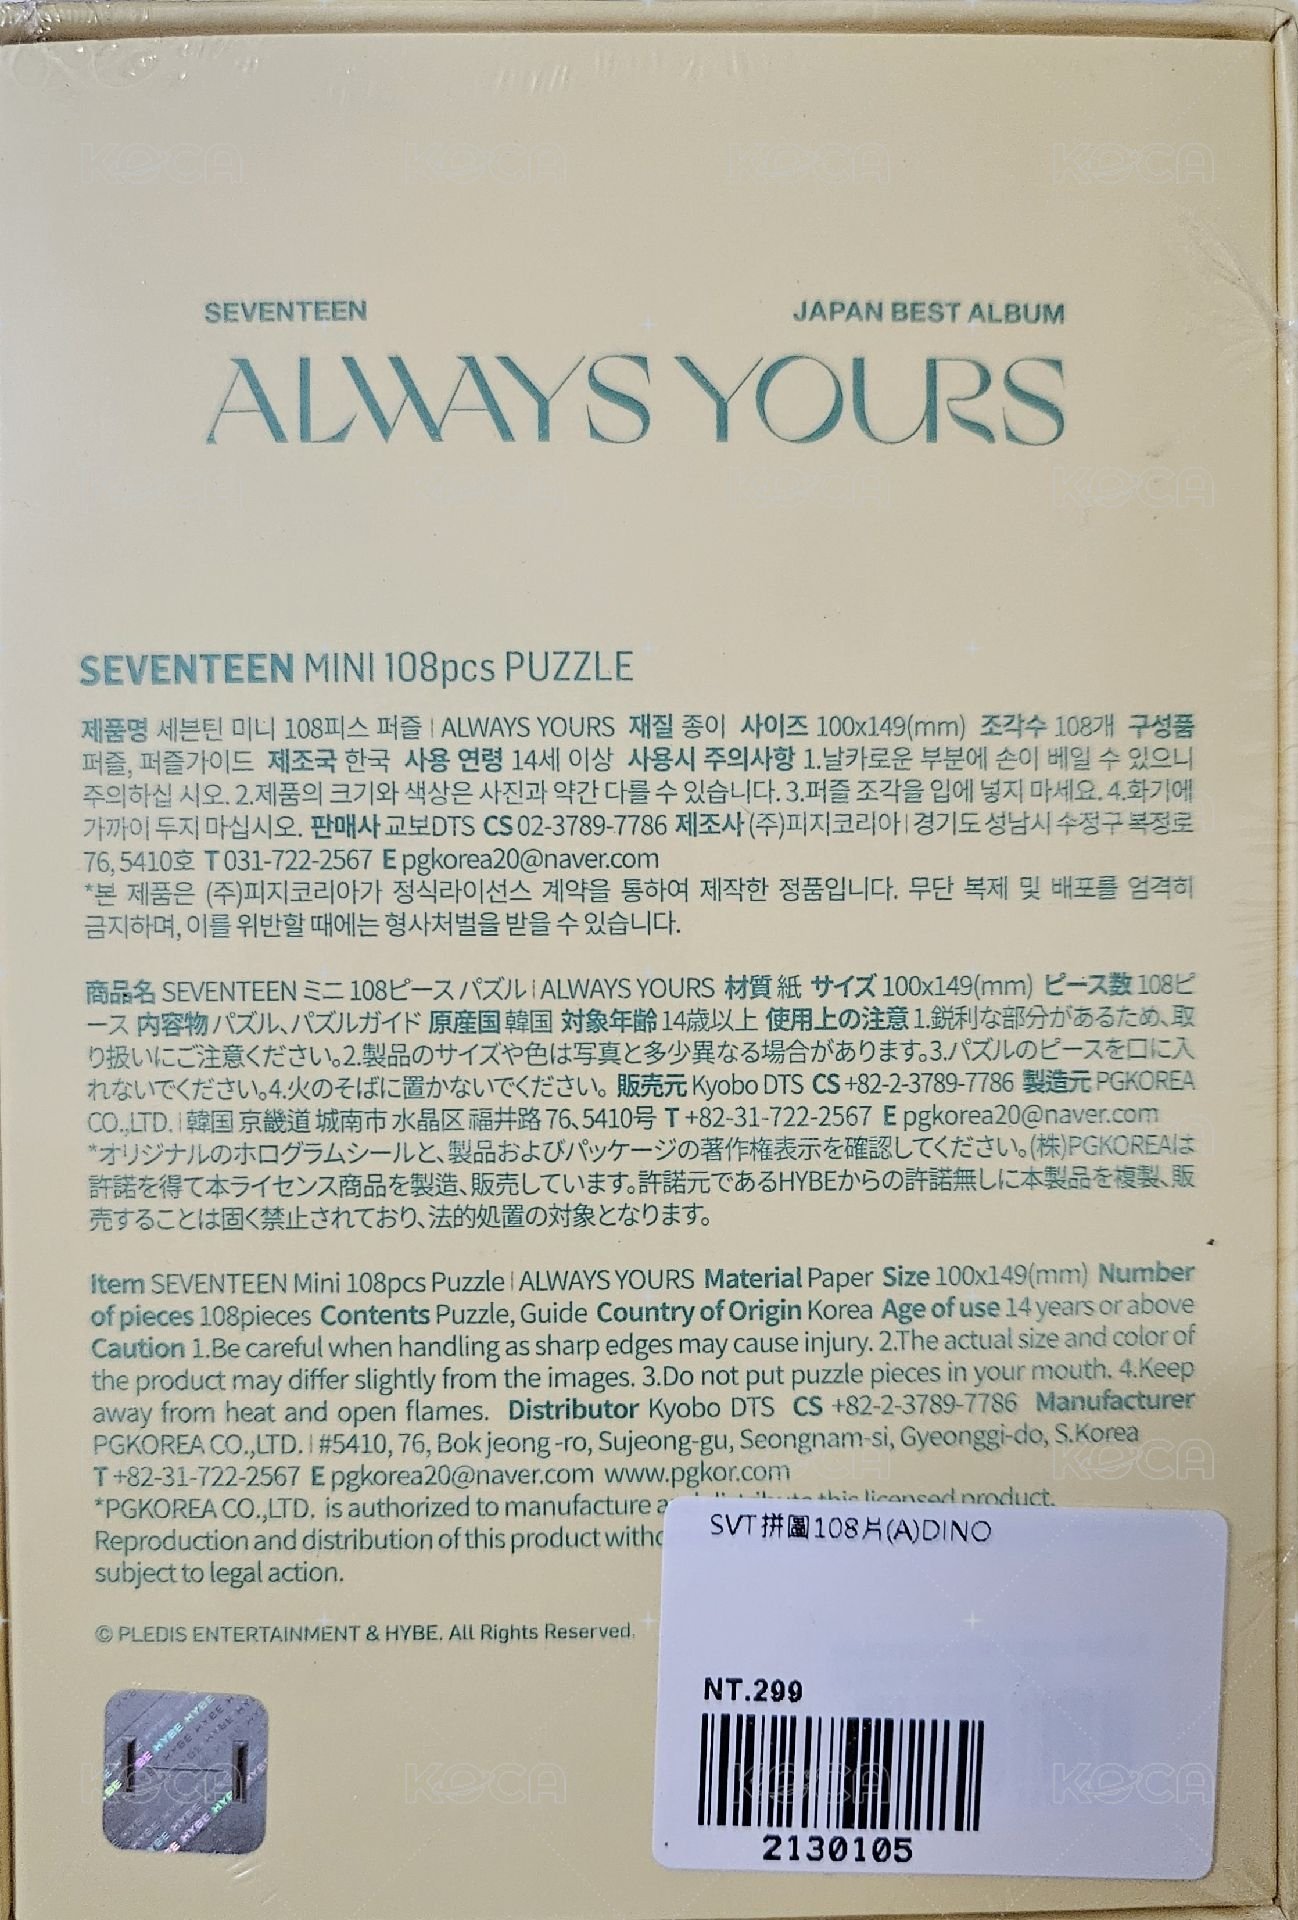 SEVENTEEN JAPAN BEST ALBUM
ALWAYS YOURS
SEVENTEEN MINI 108pcs PUZZLE
제품명 세븐틴 미니 108피스 퍼즐 | ALWAYS YOURS 재질 종이 사이즈 100x149(mm) 조각수 108개 구성품
퍼즐, 퍼즐가이드 제조국 한국 사용 연령 14세 이상 사용시 주의사항 1.날카로운 부분에 손이 베일 수 있으니
주의하십 시오. 2.제품의 크기와 색상은 사진과 약간 다를 수 있습니다. 3.퍼즐 조각을 입에 넣지 마세요. 4.화기에
가까이 두지 마십시오. 판매사 교보DTS CS 02-3789-7786 제조사 (주)피지코리아 | 경기도 성남시 수정구 복정로
76, 5410호 T 031-722-2567 E pgkorea20@naver.com
*본 제품은 (주)피지코리아가 정식라이선스 계약을 통하여 제작한 정품입니다. 무단 복제 및 배포를 엄격히
금지하며, 이를 위반할 때에는 형사처벌을 받을 수 있습니다.
商品名 SEVENTEEN ミニ 108ピース パズル | ALWAYS YOURS 材質 紙 サイズ 100x149(mm) ピース数 108ピ
ース 内容物 パズル、パズルガイド 原産国 韓国 対象年齢 14歳以上 使用上の注意 1.鋭利な部分があるため、取
り扱いにご注意ください。2.製品のサイズや色は写真と多少異なる場合があります。3.パズルのピースを口に入
れないでください。4.火のそばに置かないでください。 販売元 Kyobo DTS CS +82-2-3789-7786 製造元 PGKOREA
CO.,LTD. | 韓国 京畿道 城南市 水晶区 福井路 76、5410号 T +82-31-722-2567 E pgkorea20@naver.com
*オリジナルのホログラムシールと、製品およびパッケージの著作権表示を確認してください。(株)PGKOREAは
許諾を得て本ライセンス商品を製造、販売しています。許諾元であるHYBEからの許諾無しに本製品を複製、販
売することは固く禁止されており、法的処置の対象となります。
Item SEVENTEEN Mini 108pcs Puzzle | ALWAYS YOURS Material Paper Size 100x149(mm) Number
of pieces 108pieces Contents Puzzle, Guide Country of Origin Korea Age of use 14 years or above
Caution 1.Be careful when handling as sharp edges may cause injury. 2.The actual size and color of
the product may differ slightly from the images. 3.Do not put puzzle pieces in your mouth. 4.Keep
away from heat and open flames. Distributor Kyobo DTS CS +82-2-3789-7786 Manufacturer
PGKOREA CO.,LTD. | #5410, 76, Bok jeong -ro, Sujeong-gu, Seongnam-si, Gyeonggi-do, S.Korea
T +82-31-722-2567 E pgkorea20@naver.com www.pgkor.com
*PGKOREA CO.,LTD. is authorized to manufacture and distribute this licensed product.
Reproduction and distribution of this product
subject to legal action.
© PLEDIS ENTERTAINMENT & HYBE. All Rights Reserved.
SVT拼圖108片(A)DINO
NT.299
2130105
HYBE HYBE HYBE
KOCA